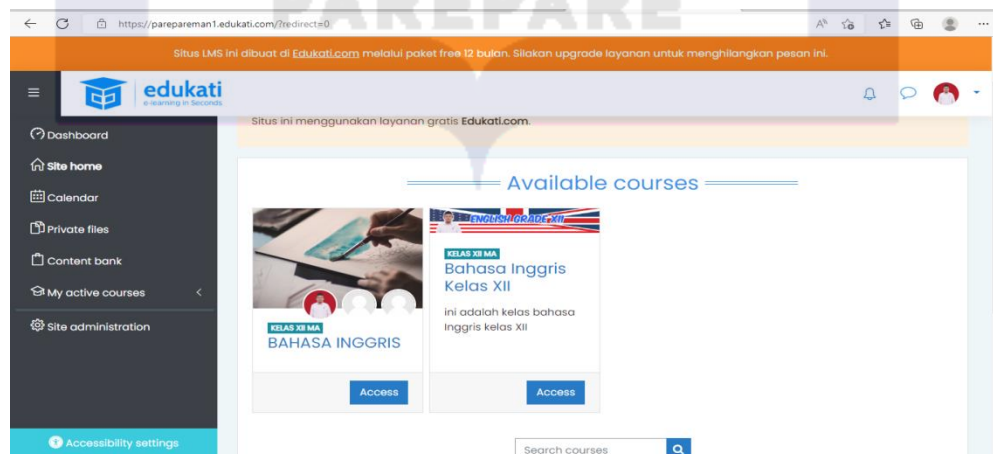 PAREPARE
https://parepareman1.edukati.com/?redirect=0
Situs LMS ini dibuat di Edukati.com melalui paket free 12 bulan. Silakan upgrade layanan untuk menghilangkan pesan ini.
edukati
e-learning in Seconds
Situs ini menggunakan layanan gratis Edukati.com.
Dashboard
Site home
Calendar
Private files
Content bank
My active courses
Site administration
Accessibility settings
Available courses
KELAS XII MA
BAHASA INGGRIS
Access
ENGLISH GRADE XII
KELAS XII MA
Bahasa Inggris
Kelas XII
ini adalah kelas bahasa
Inggris kelas XII
Access
Search courses